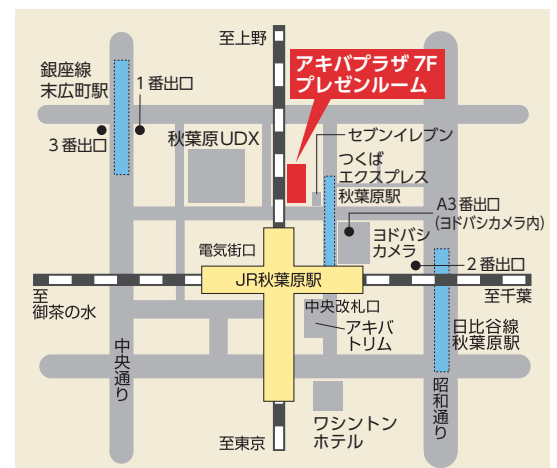 至上野
アキバプラザ 7F
プレゼンルーム
銀座線
末広町駅
1番出口
3番出口
秋葉原UDX
セブンイレブン
つくば
エクスプレス
秋葉原駅
A3番出口
(ヨドバシカメラ内)
ヨドバシ
カメラ
電気街口
2番出口
JR秋葉原駅
至
御茶の水
至千葉
中央改札口
アキバ
トリム
日比谷線
秋葉原駅
中央通り
昭和通り
ワシントン
ホテル
至東京